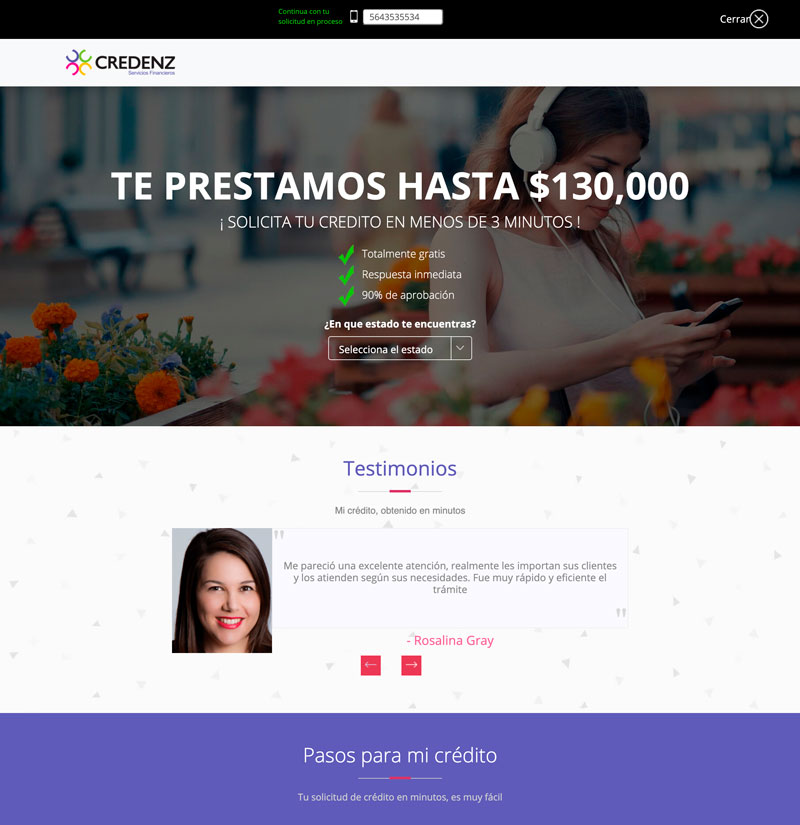 Continua con tu
solicitud en proceso
5643535534
Cerrar
CREDENZ
Servicios Financieros
TE PRESTAMOS HASTA $130,000
¡ SOLICITA TU CREDITO EN MENOS DE 3 MINUTOS !
Totalmente gratis
Respuesta inmediata
90% de aprobación
¿En que estado te encuentras?
Selecciona el estado
Testimonios
Mi crédito, obtenido en minutos
"
Me pareció una excelente atención, realmente les importan sus clientes
y los atienden según sus necesidades. Fue muy rápido y eficiente el
trámite
"
- Rosalina Gray
Pasos para mi crédito
Tu solicitud de crédito en minutos, es muy fácil